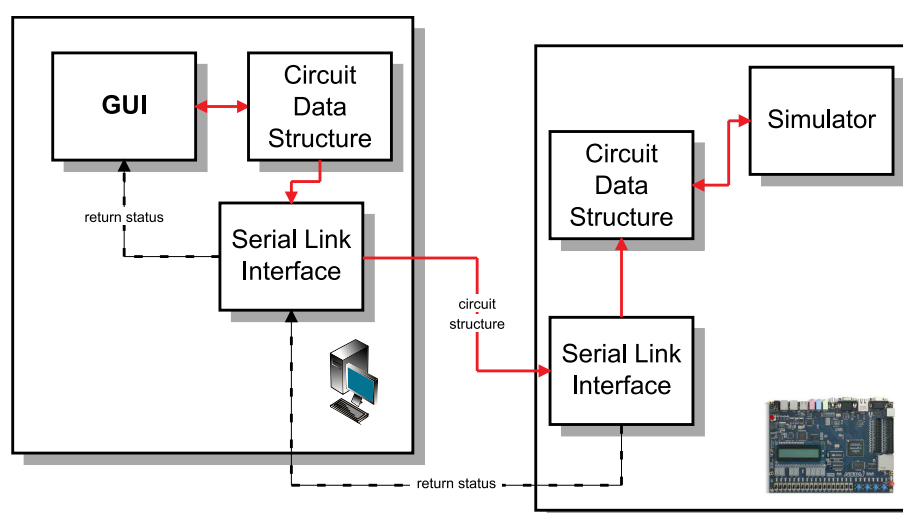 GUI
Circuit
Data
Structure
return status
Serial Link
Interface
circuit
structure
Simulator
Circuit
Data
Structure
Serial Link
Interface
return status